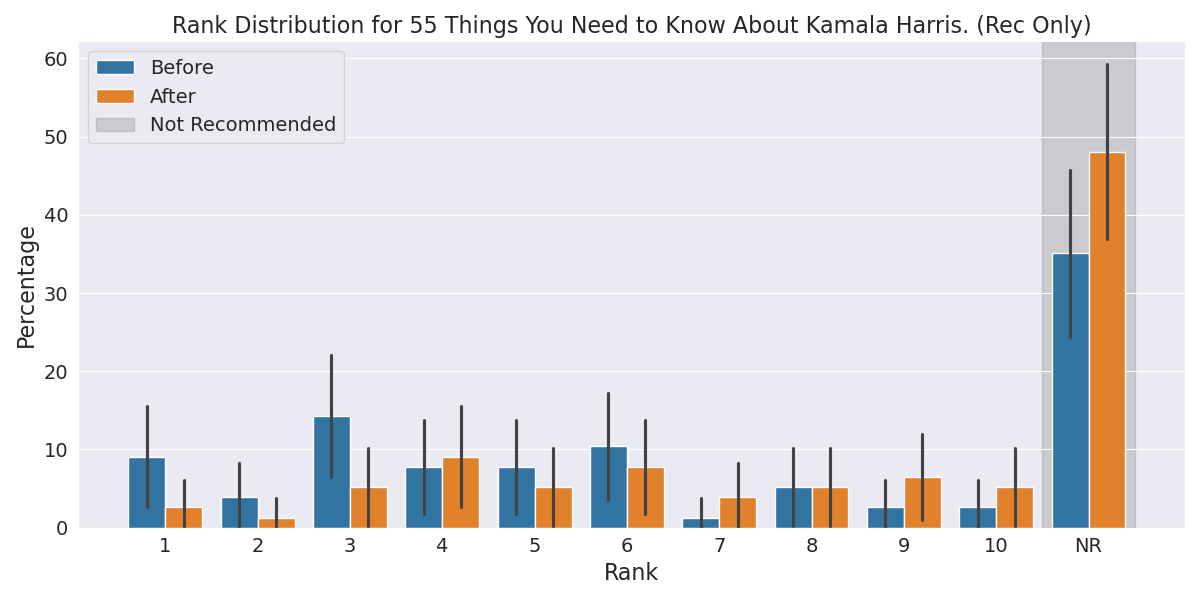 Rank Distribution for 55 Things You Need to Know About Kamala Harris. (Rec Only)
Before
After
Not Recommended
Percentage
60
50
40
30
20
10
0
1 2 3 4 5 6 7 8 9 10 NR
Rank